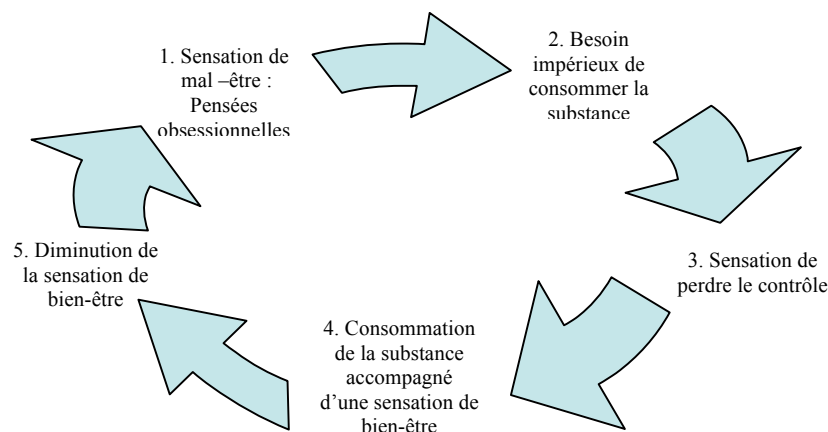 1. Sensation de
mal –être :
Pensées
obsessionnelles
2. Besoin
impérieux de
consommer la
substance
3. Sensation de
perdre le contrôle
4. Consommation
de la substance
accompagné
d'une sensation de
bien-être
5. Diminution de
la sensation de
bien-être